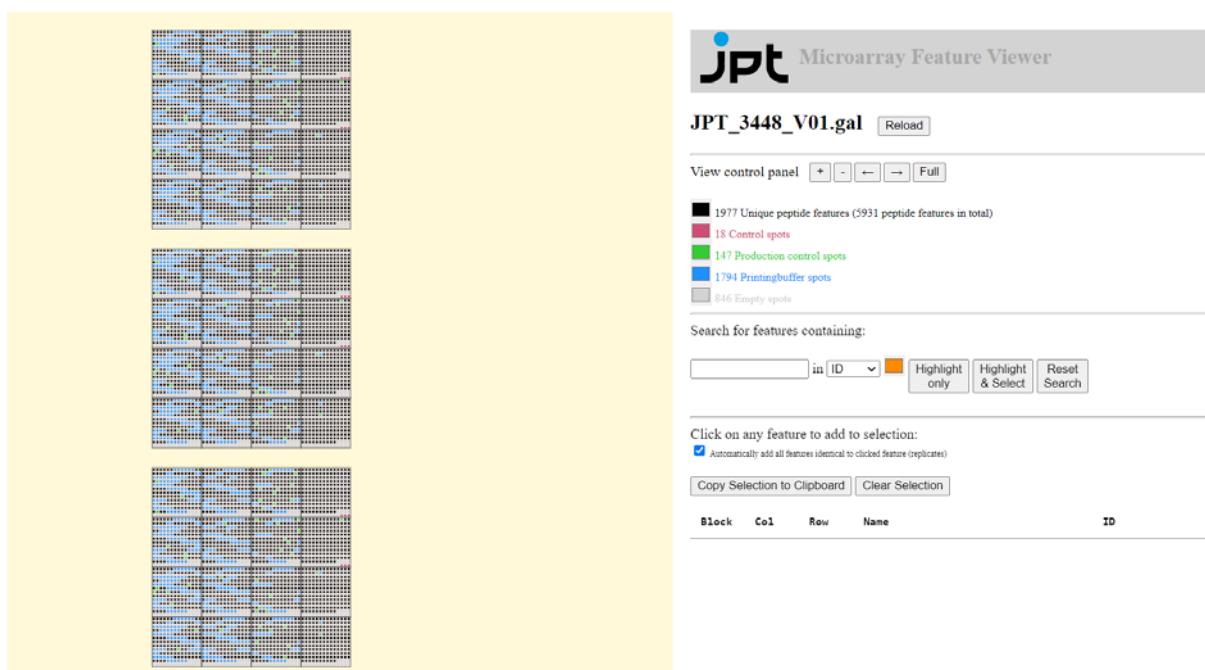 jpt Microarray Feature Viewer
JPT_3448_V01.gal Reload
View control panel + - ← → Full
1977 Unique peptide features (5931 peptide features in total)
18 Control spots
147 Production control spots
1794 Printingbuffer spots
846 Empty spots
Search for features containing:
in ID Highlight only Highlight & Select Reset Search
Click on any feature to add to selection:
Automatically add all features identical to clicked feature (replicates)
Copy Selection to Clipboard Clear Selection
Block Col Row Name ID